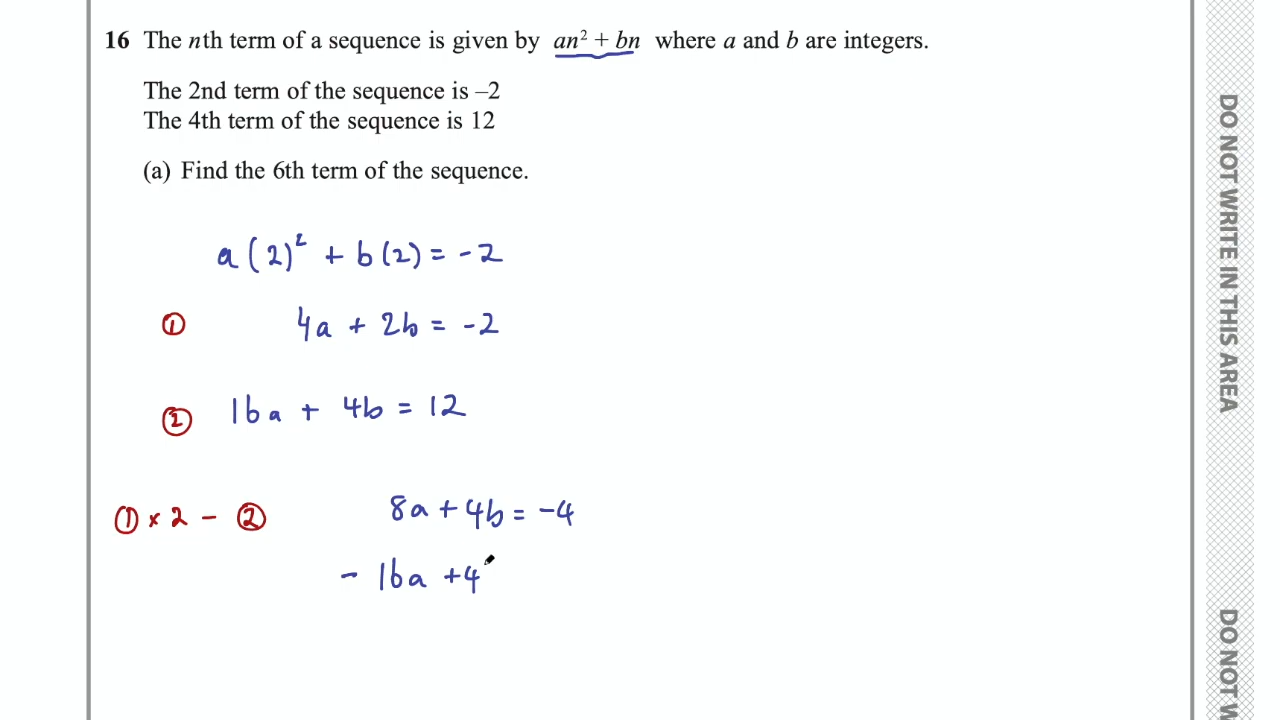 16 The nth term of a sequence is given by an² + bn where a and b are integers.
The 2nd term of the sequence is –2
The 4th term of the sequence is 12
(a) Find the 6th term of the sequence.
a(2)² + b(2) = -2
① 4a + 2b = -2
② 16a + 4b = 12
① × 2 - ② 8a + 4b = -4
- 16a + 4
DO NOT WRITE IN THIS AREA
DO NOT W